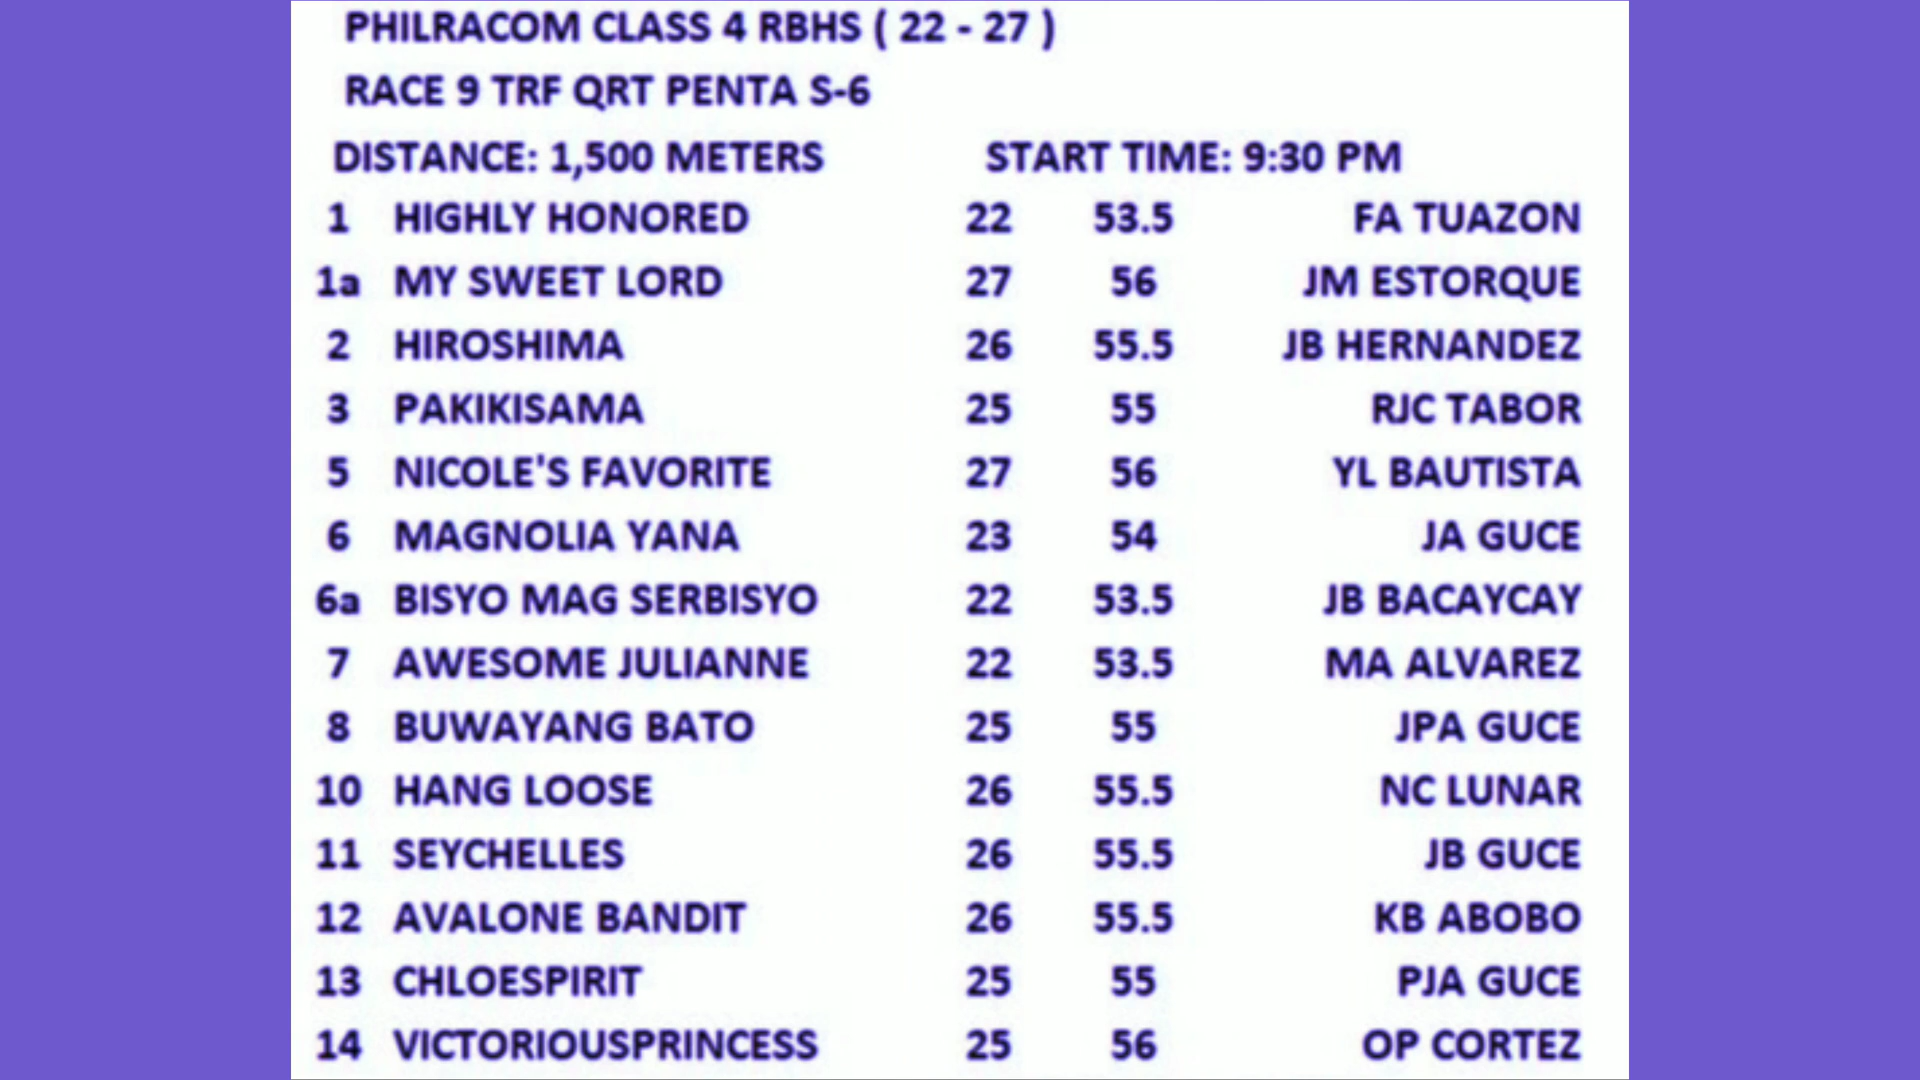 PHILRACOM CLASS 4 RBHS ( 22 - 27 )
RACE 9 TRF QRT PENTA S-6
DISTANCE: 1,500 METERS START TIME: 9:30 PM
1 HIGHLY HONORED 22 53.5 FA TUAZON
1a MY SWEET LORD 27 56 JM ESTORQUE
2 HIROSHIMA 26 55.5 JB HERNANDEZ
3 PAKIKISAMA 25 55 RJC TABOR
5 NICOLE'S FAVORITE 27 56 YL BAUTISTA
6 MAGNOLIA YANA 23 54 JA GUCE
6a BISYO MAG SERBISYO 22 53.5 JB BACAYCAY
7 AWESOME JULIANNE 22 53.5 MA ALVAREZ
8 BUWAYANG BATO 25 55 JPA GUCE
10 HANG LOOSE 26 55.5 NC LUNAR
11 SEYCHELLES 26 55.5 JB GUCE
12 AVALONE BANDIT 26 55.5 KB ABOBO
13 CHLOESPIRIT 25 55 PJA GUCE
14 VICTORIOUSPRINCESS 25 56 OP CORTEZ